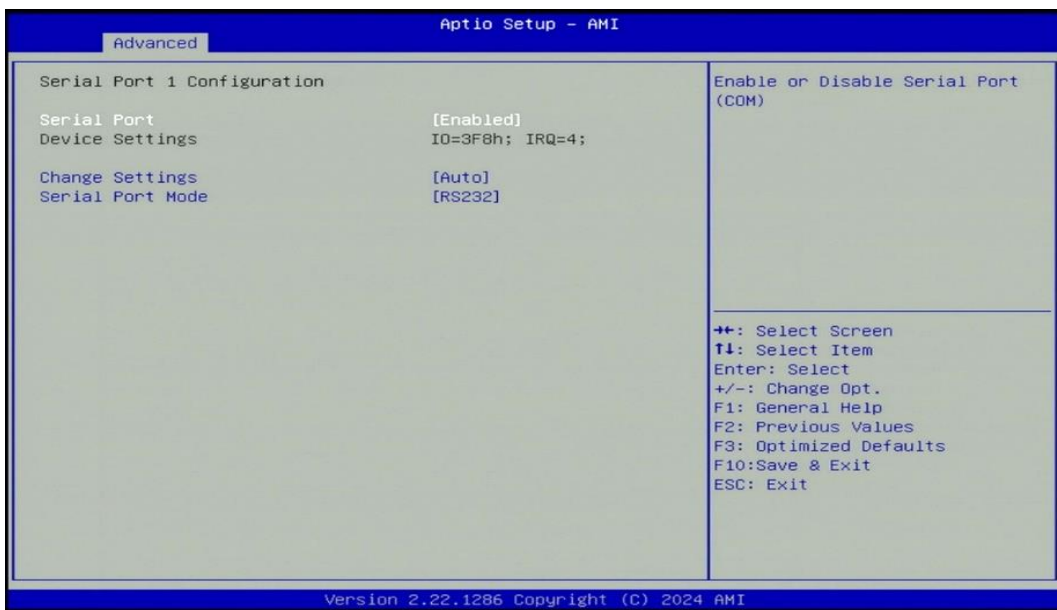 Aptio Setup - AMI
Advanced
Serial Port 1 Configuration
Serial Port [Enabled]
Device Settings IO=3F8h; IRQ=4;
Change Settings [Auto]
Serial Port Mode [RS232]
Enable or Disable Serial Port
(COM)
→←: Select Screen
↑↓: Select Item
Enter: Select
+/-: Change Opt.
F1: General Help
F2: Previous Values
F3: Optimized Defaults
F10:Save & Exit
ESC: Exit
Version 2.22.1286 Copyright (C) 2024 AMI